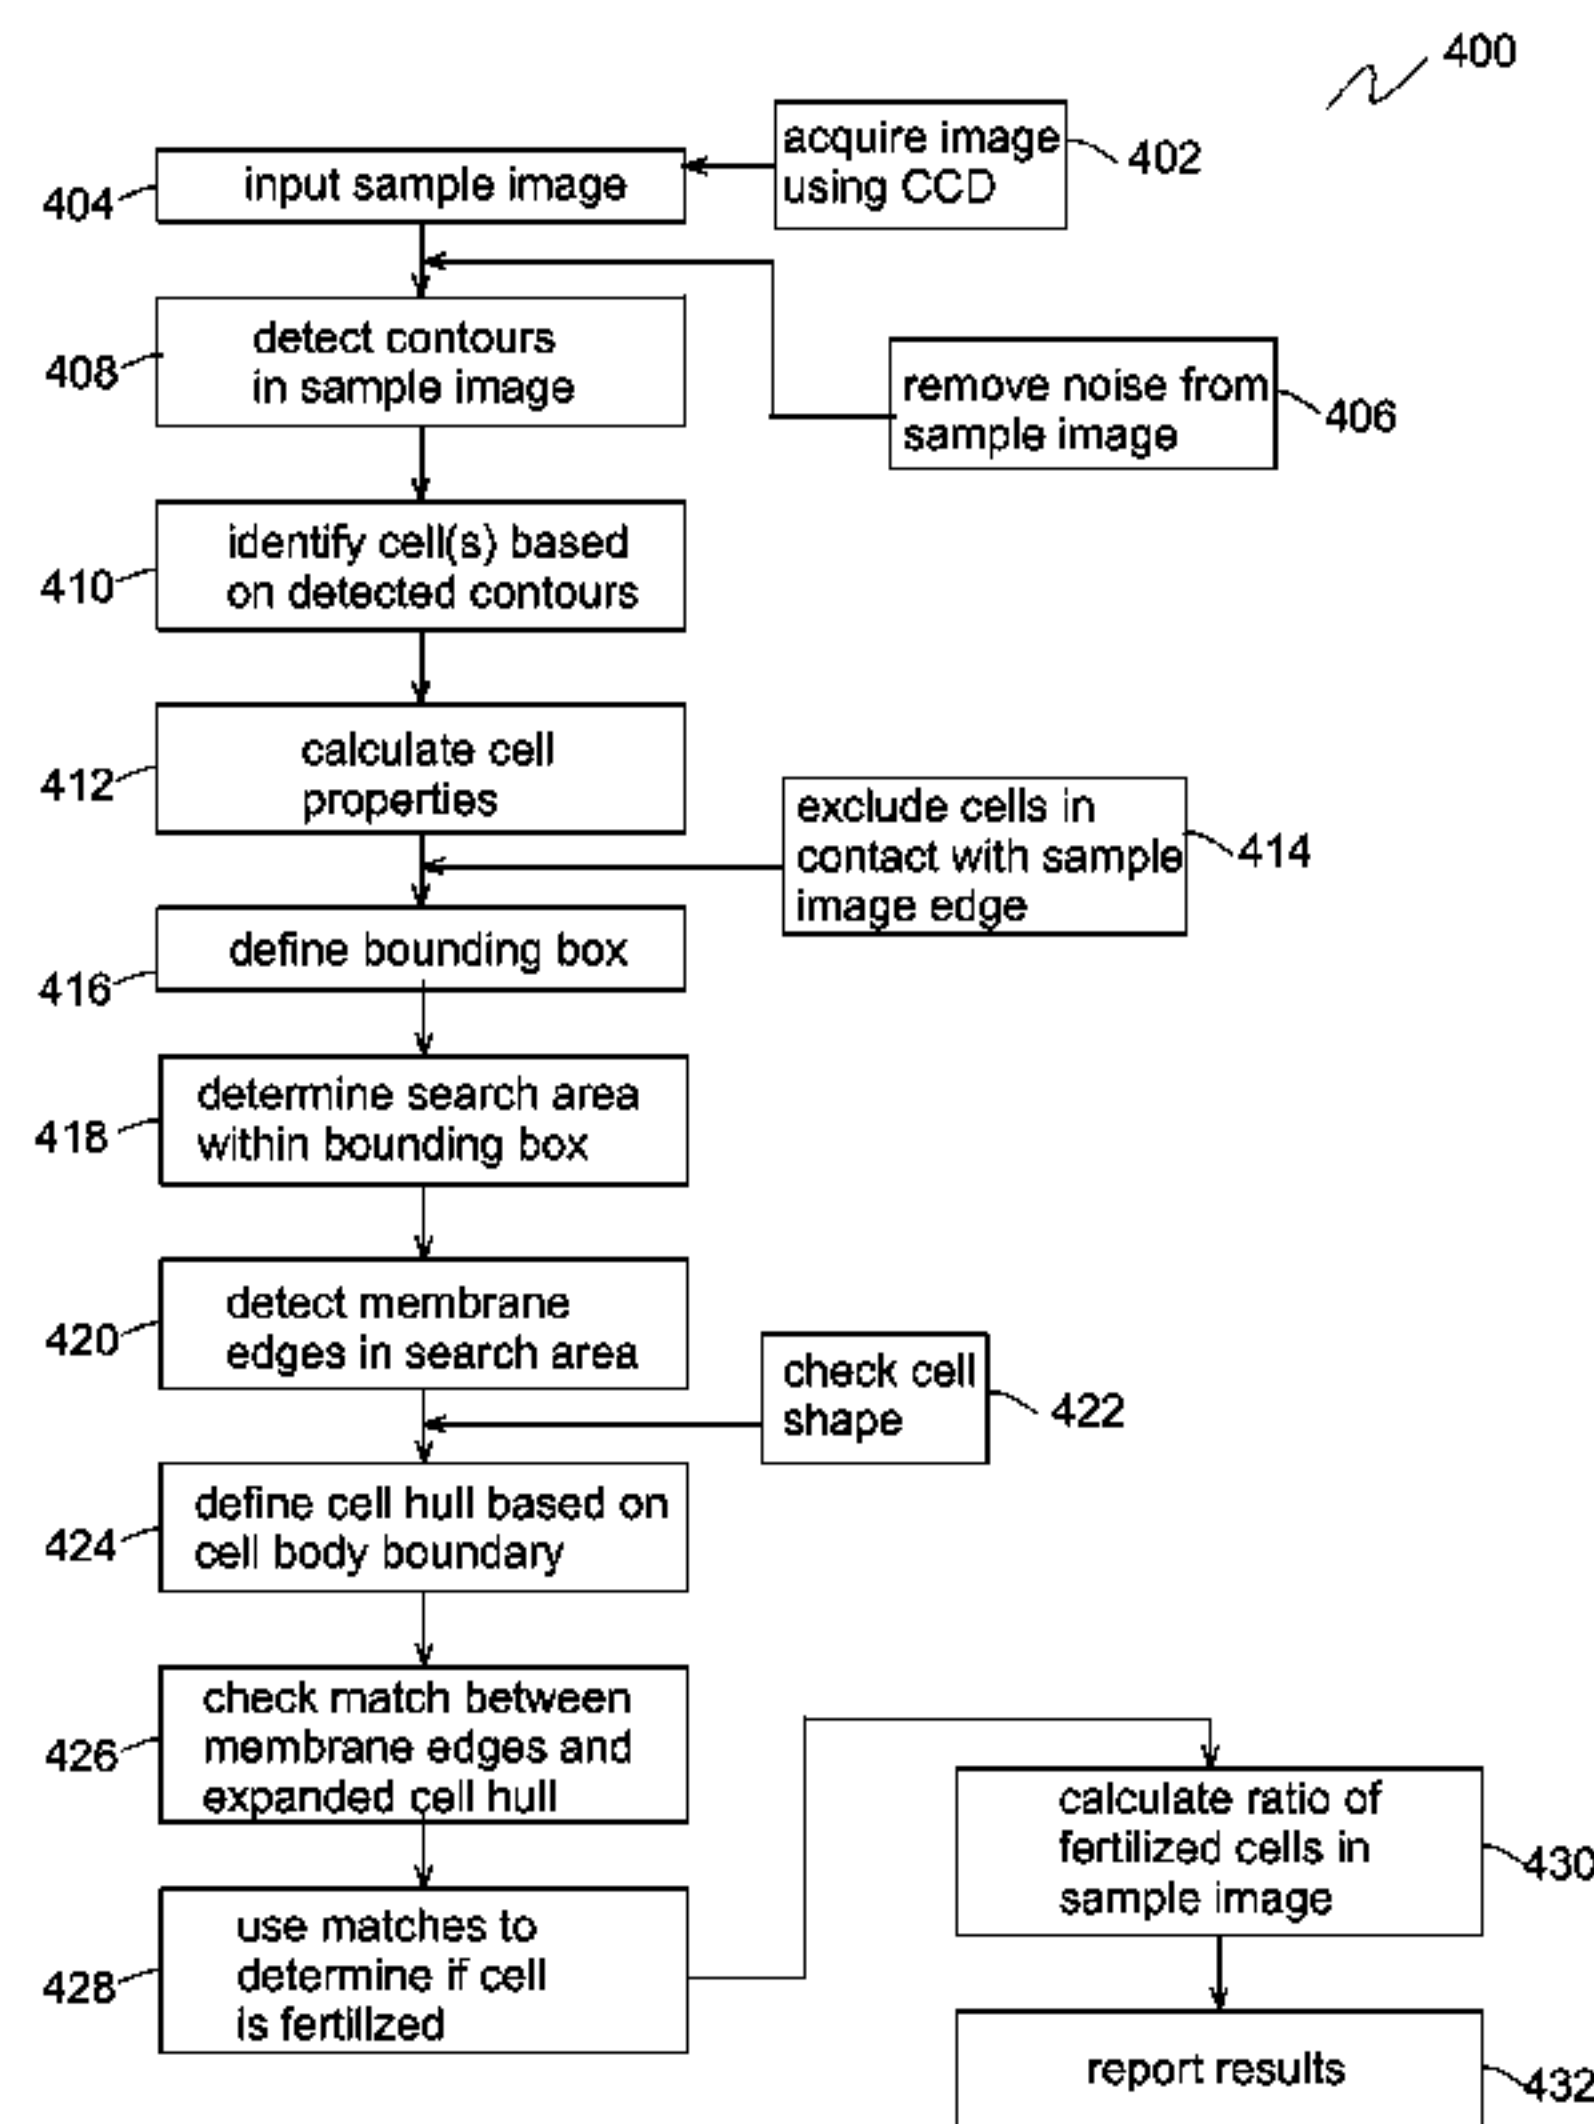 400
acquire image
using CCD
402
input sample image
404
detect contours
in sample image
408
remove noise from
sample image
406
identify cell(s) based
on detected contours
410
calculate cell
properties
412
exclude cells in
contact with sample
image edge
414
define bounding box
416
determine search area
within bounding box
418
detect membrane
edges in search area
420
check cell
shape
422
define cell hull based on
cell body boundary
424
check match between
membrane edges and
expanded cell hull
426
use matches to
determine if cell
is fertilized
428
calculate ratio of
fertilized cells in
sample image
430
report results
432